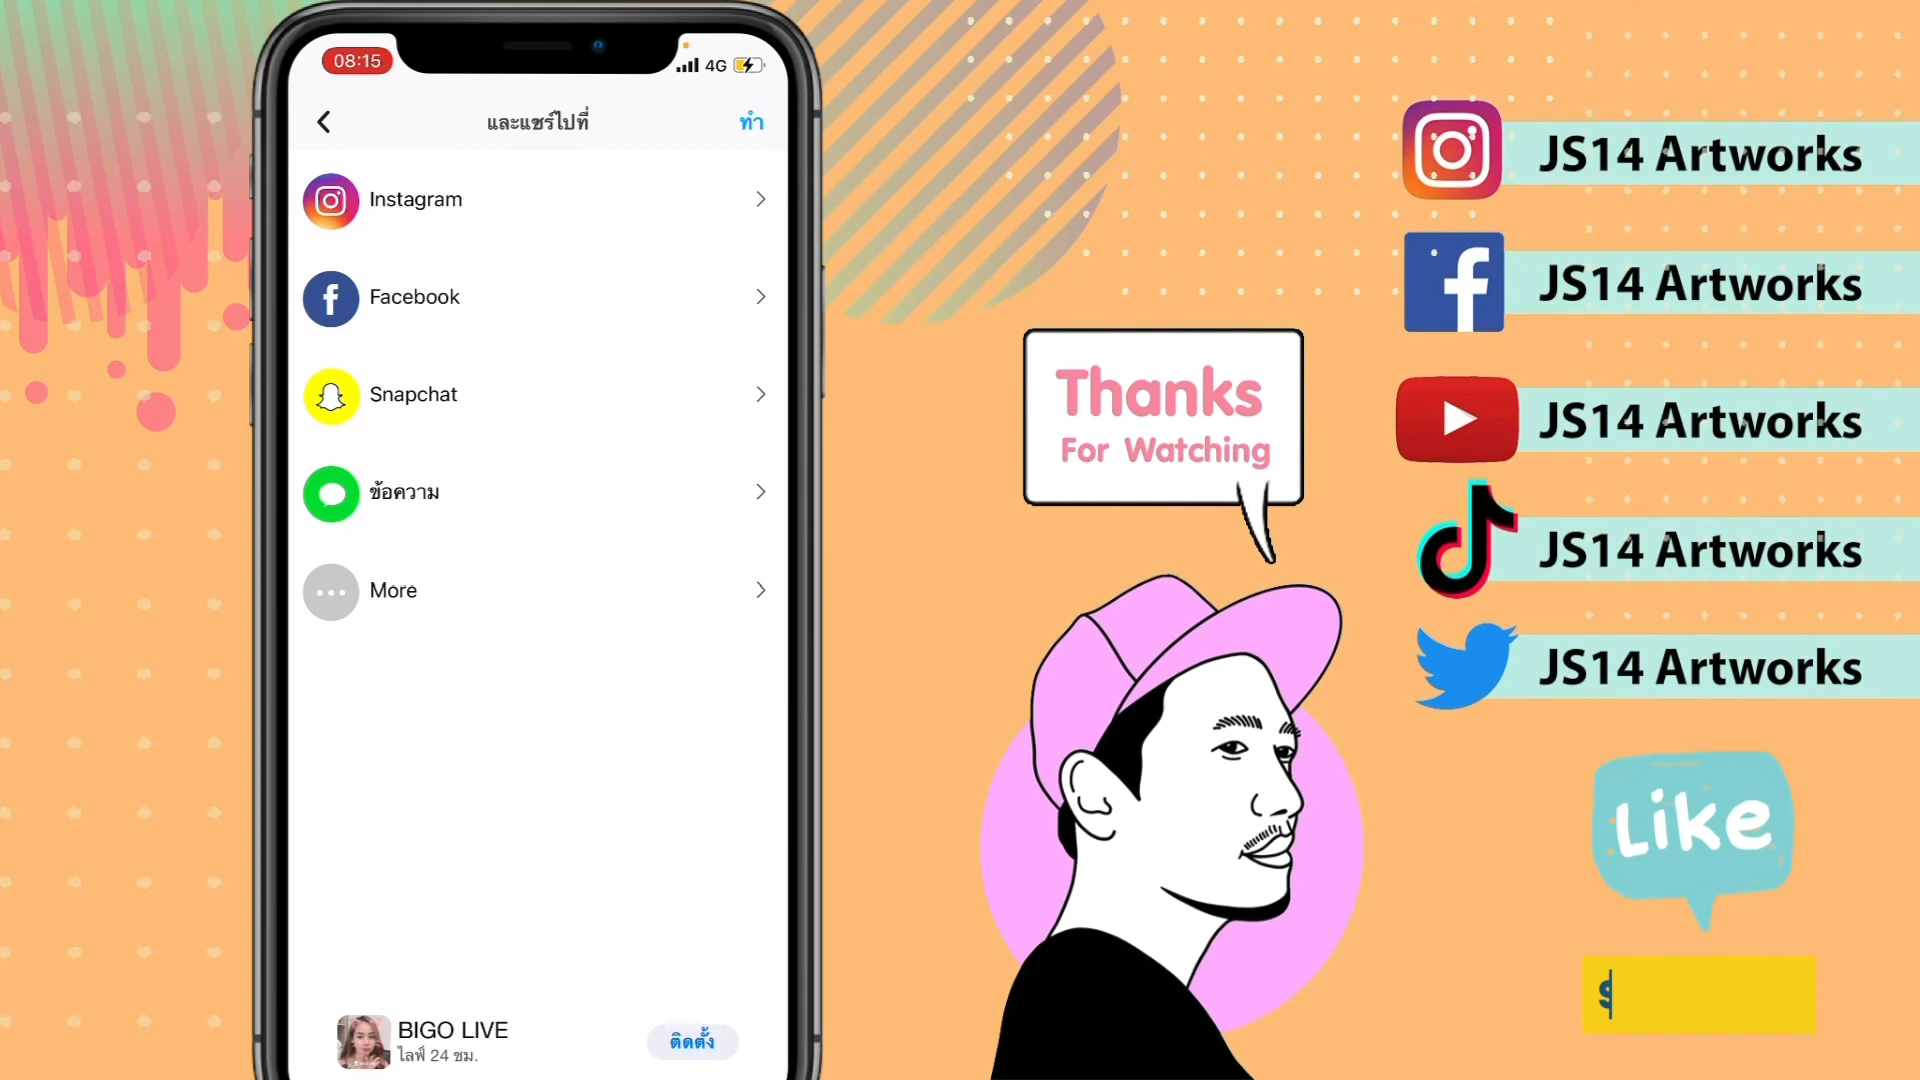 08:15
4G
และแชร์ไปที่
ทำ
Instagram
Facebook
Snapchat
ข้อความ
More
BIGO LIVE
ไลฟ์ 24 ชม.
ติดตั้ง
Thanks
For Watching
JS14 Artworks
JS14 Artworks
JS14 Artworks
JS14 Artworks
JS14 Artworks
Like